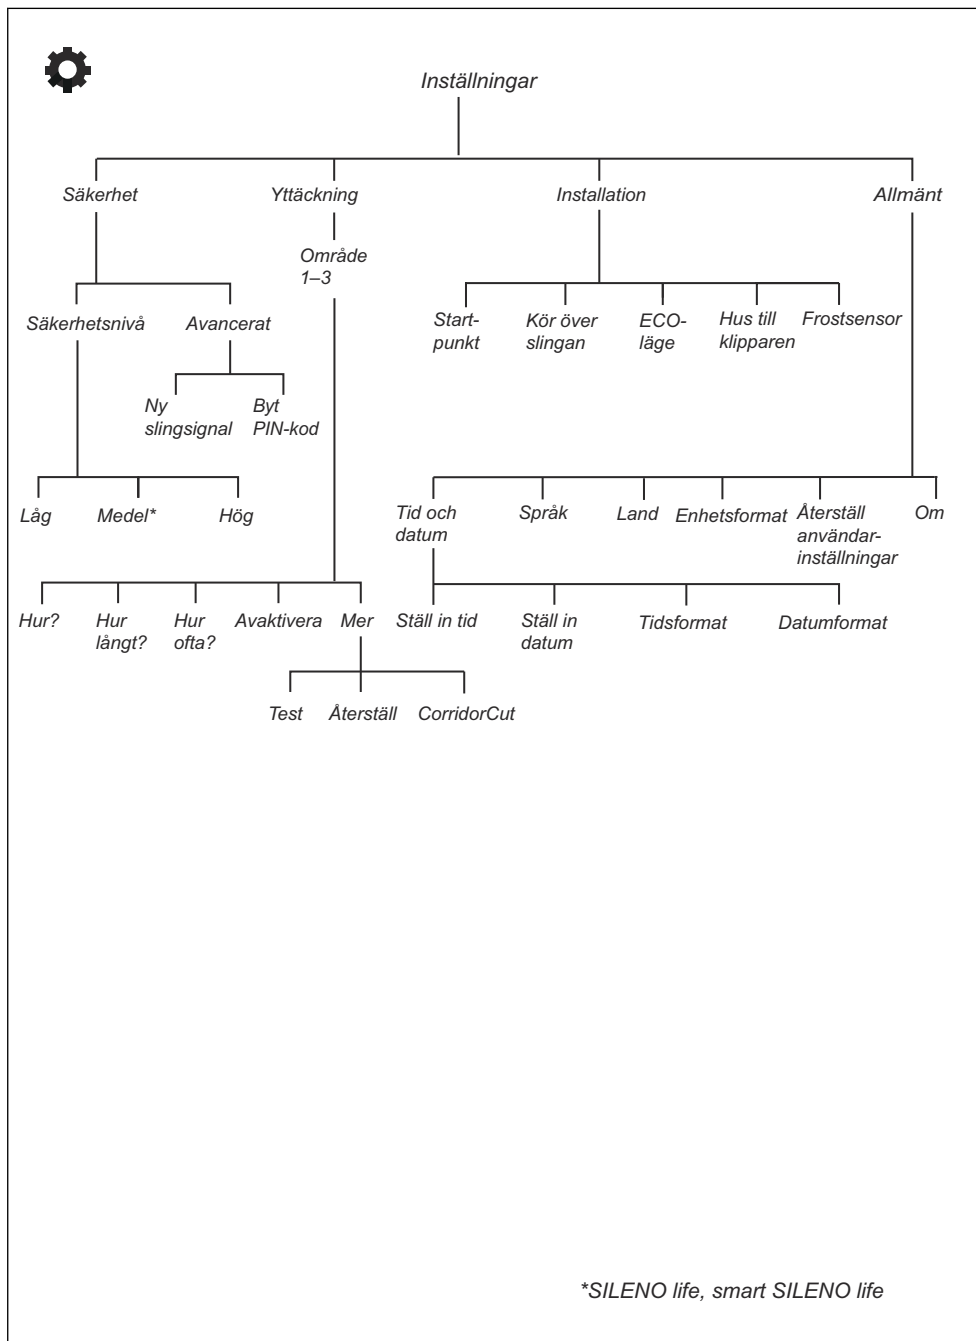 Inställningar
Säkerhet
Yttäckning
Installation
Allmänt
Område
1–3
Säkerhetsnivå
Avancerat
Start-
punkt
Kör över
slingan
ECO-
läge
Hus till
klipparen
Frostsensor
Ny
slingsignal
Byt
PIN-kod
Låg
Medel*
Hög
Tid och
datum
Språk
Land
Enhetsformat
Återställ
användar-
inställningar
Om
Hur?
Hur
långt?
Hur
ofta?
Avaktivera
Mer
Ställ in tid
Ställ in
datum
Tidsformat
Datumformat
Test
Återställ
CorridorCut
*SILENO life, smart SILENO life